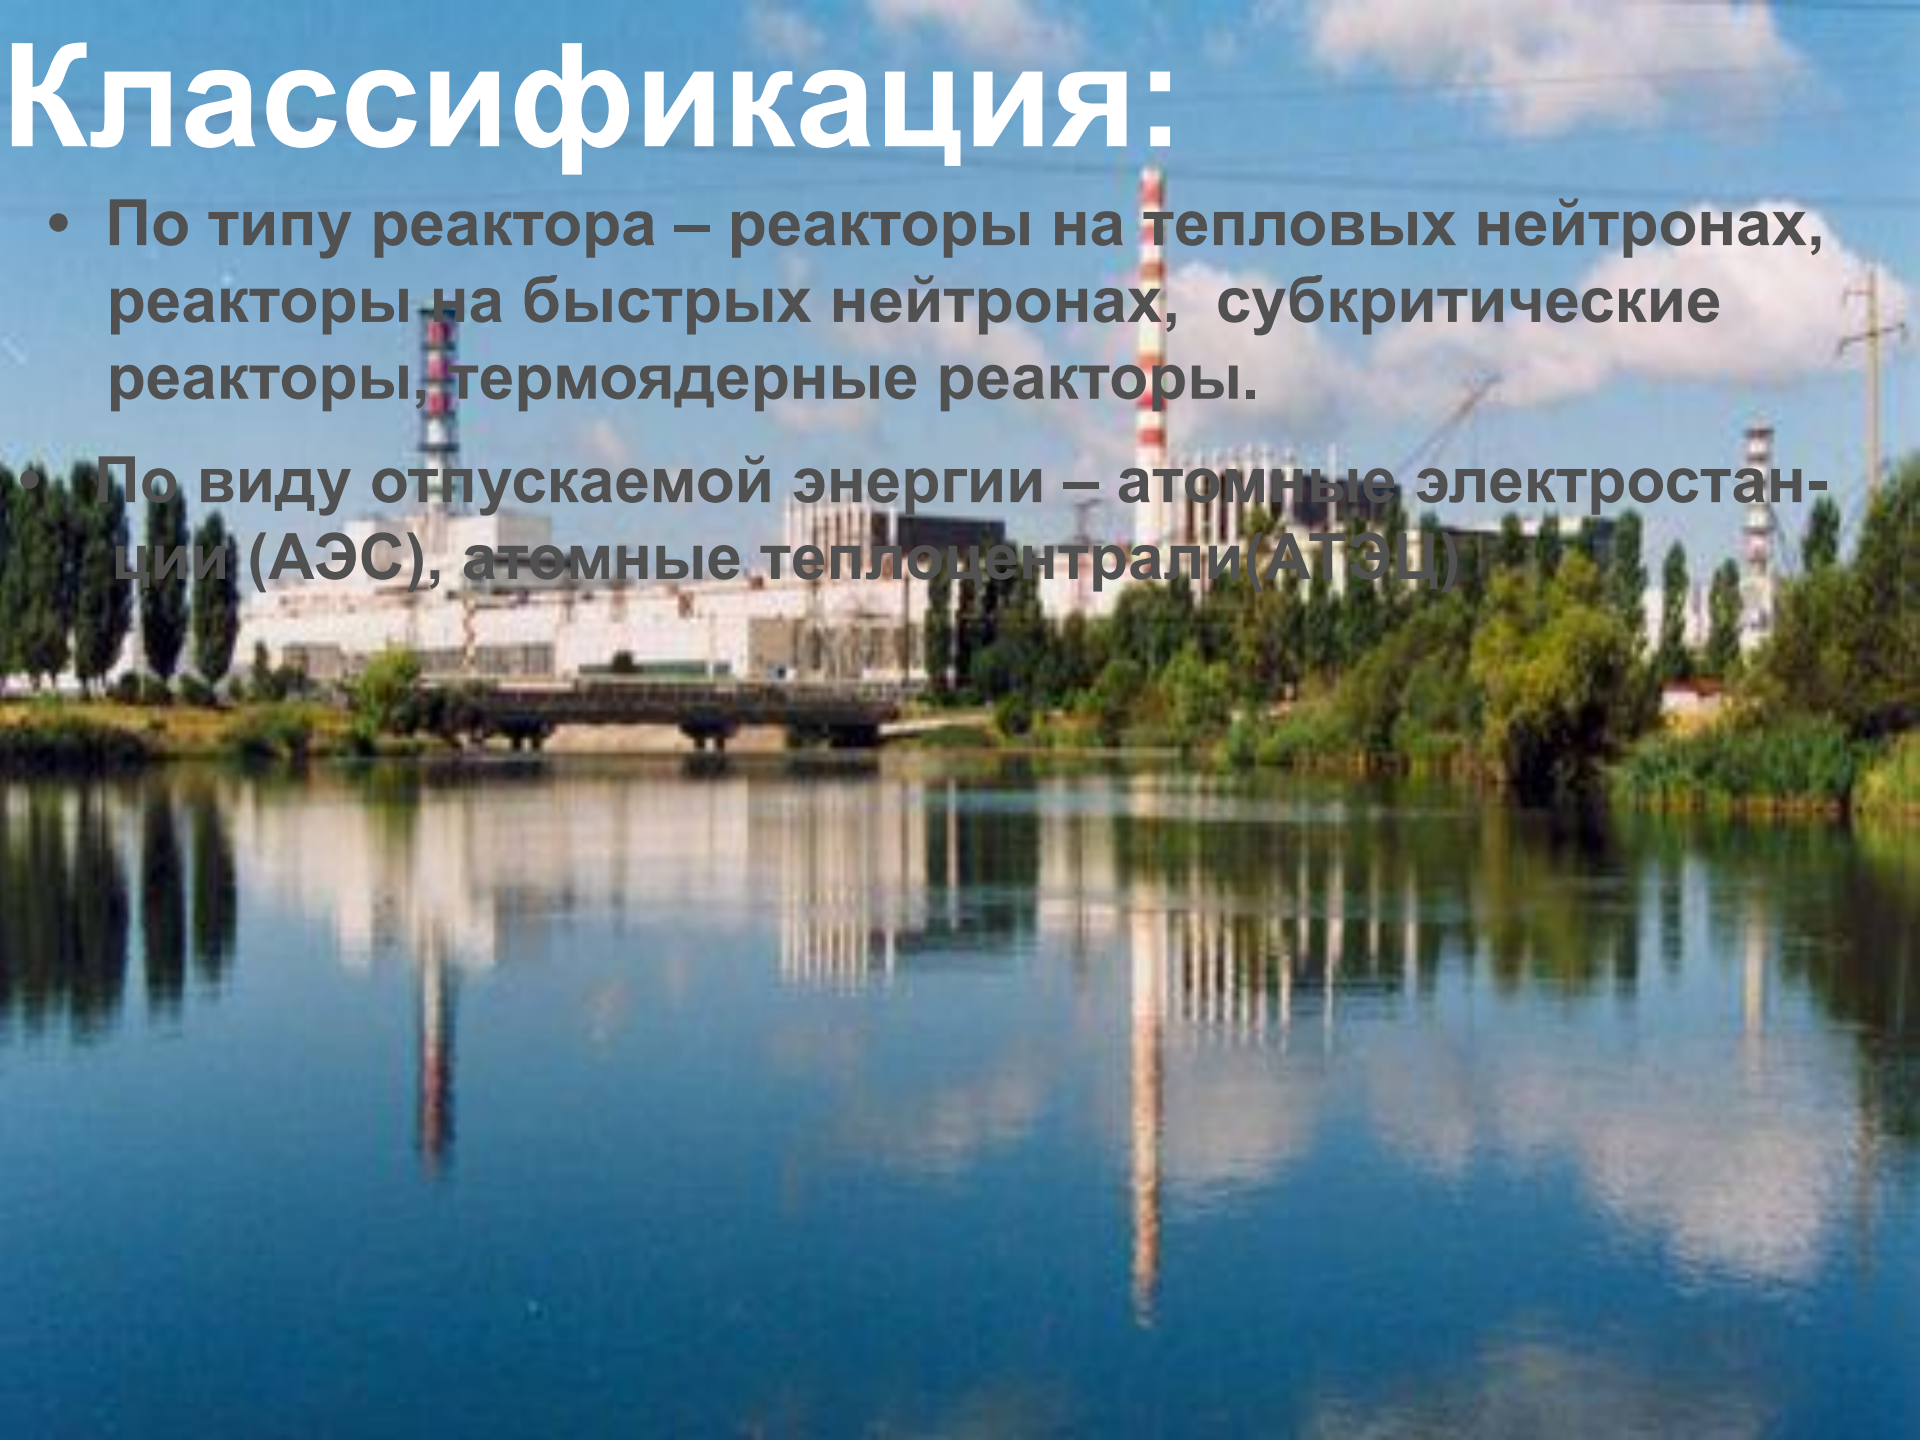 Классификация:
• По типу реактора – реакторы на тепловых нейтронах,
реакторы на быстрых нейтронах, субкритические
реакторы, термоядерные реакторы.
• По виду отпускаемой энергии – атомные электростан-
ции (АЭС), атомные теплоцентрали(АТЭЦ)